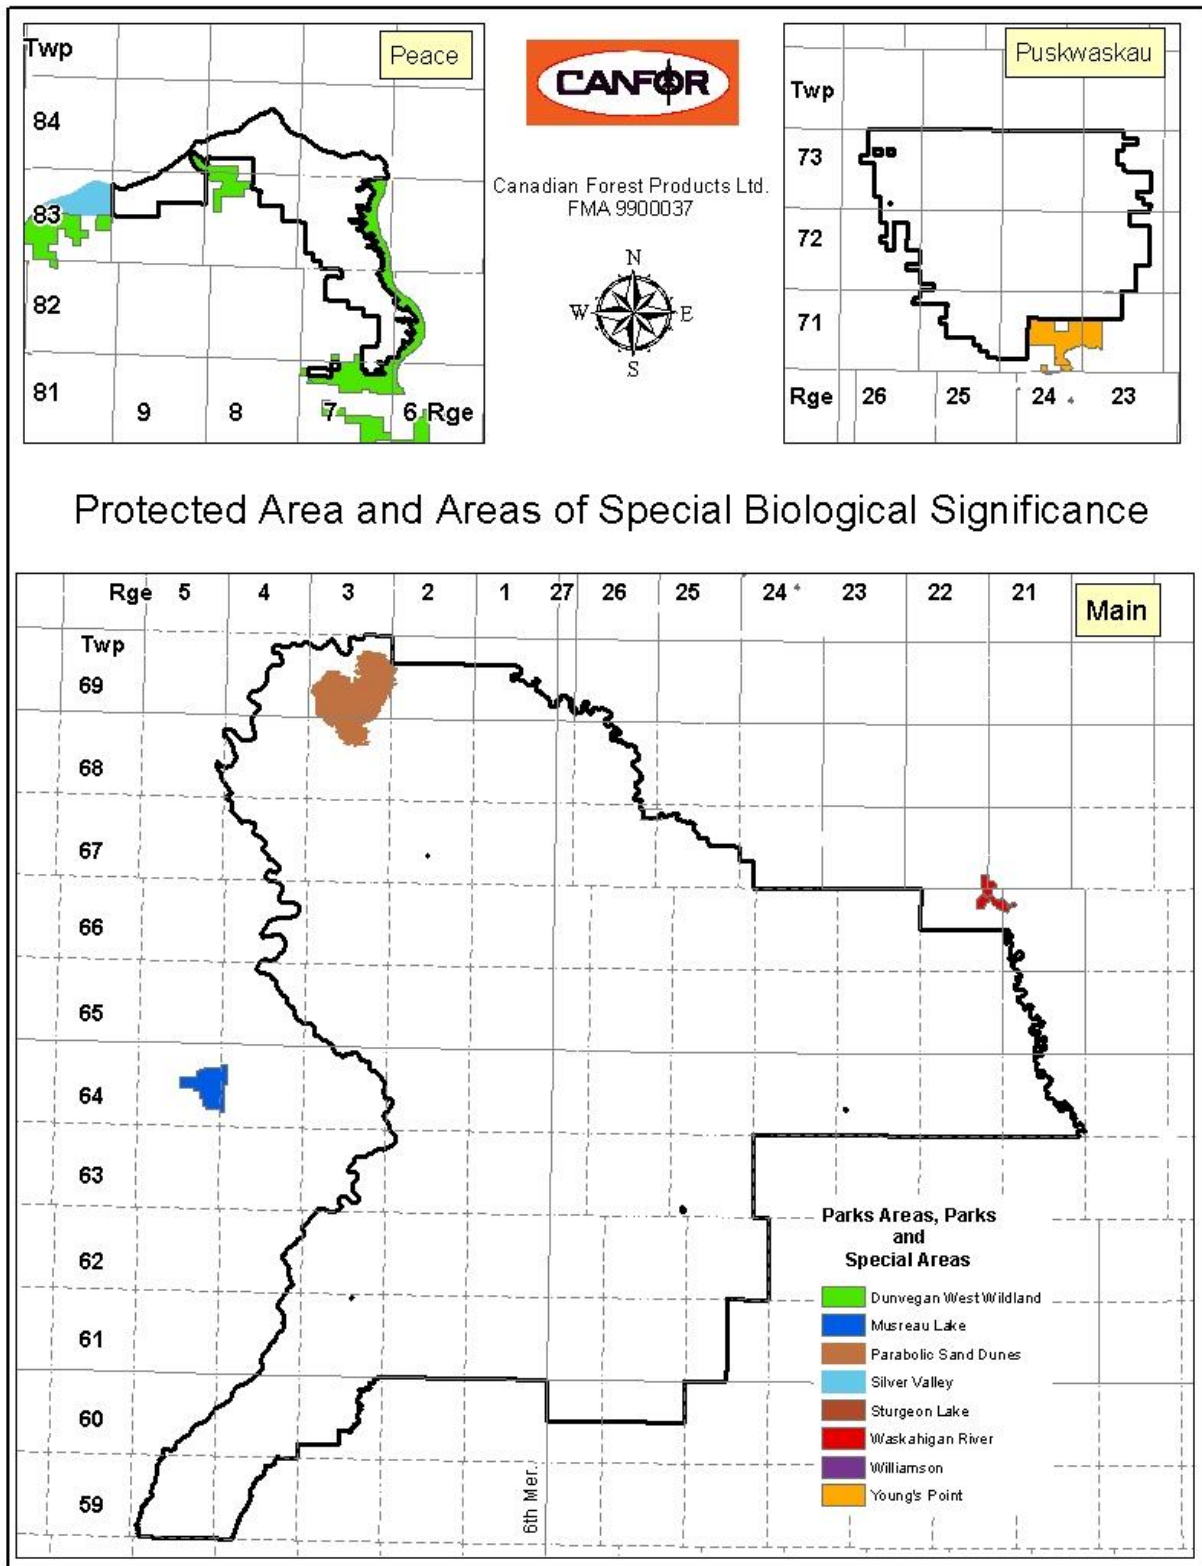 Twp
Peace
84
83
82
81
9 8 7 6 Rge
CANFOR
Canadian Forest Products Ltd.
FMA 9900037
N
W E
S
Puskwaskau
Twp
73
72
71
Rge 26 25 24 23
Protected Area and Areas of Special Biological Significance
Rge 5 4 3 2 1 27 26 25 24 23 22 21
Main
Twp
69
68
67
66
65
64
63
62
61
60
59
6th Mer.
Parks Areas, Parks
and
Special Areas
Dunvegan West Wildland
Musreau Lake
Parabolic Sand Dunes
Silver Valley
Sturgeon Lake
Waskahigan River
Williamson
Young's Point